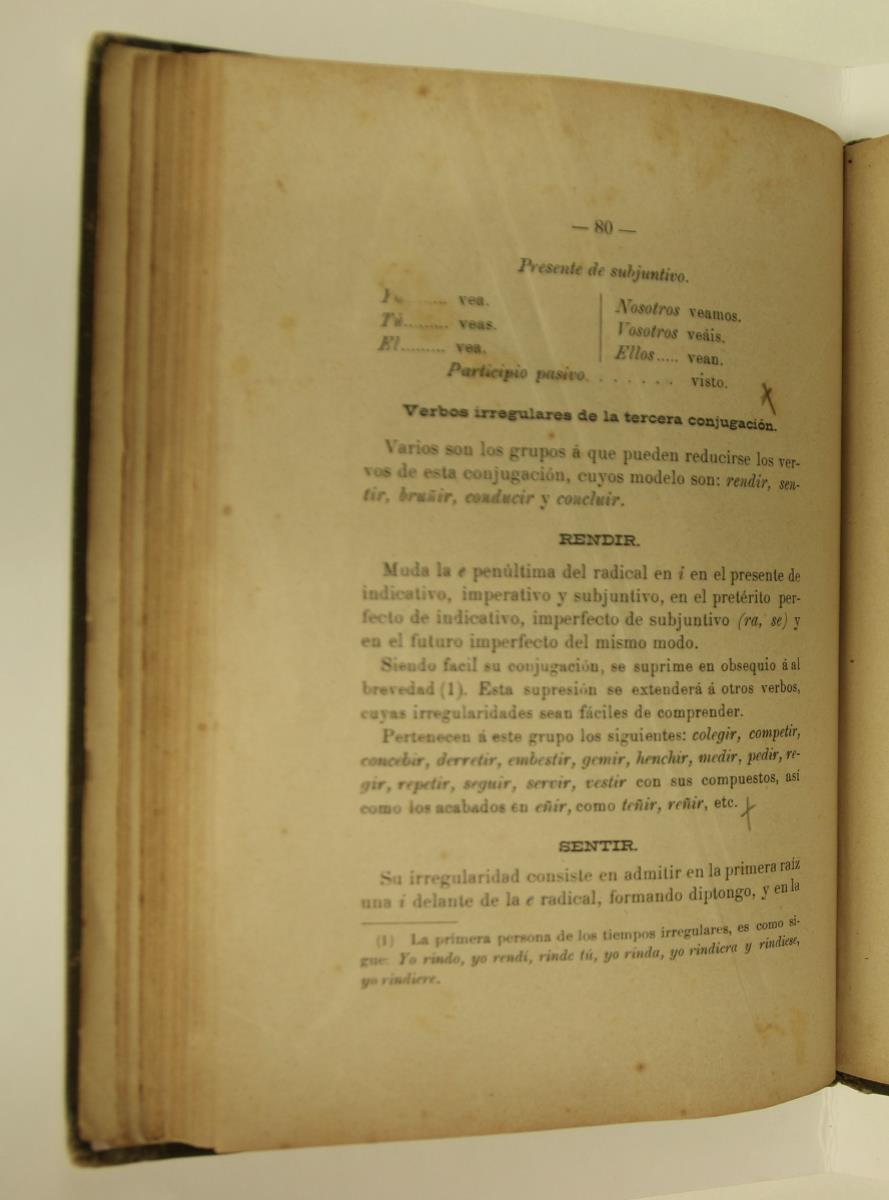 — 80 —
Presente de subjuntivo.
Yo........ vea.
Tú......... veas.
El......... vea.
Nosotros veamos.
Vosotros veáis.
Ellos..... vean.
Participio pasivo. . . . . . . visto.
Verbos irregulares de la tercera conjugación.
Varios son los grupos á que pueden reducirse los ver-
vos de esta conjugación, cuyos modelo son: rendir, sen-
tir, bruñir, conducir y concluir.
RENDIR.
Muda la e penúltima del radical en i en el presente de
indicativo, imperativo y subjuntivo, en el pretérito per-
fecto de indicativo, imperfecto de subjuntivo (ra, se) y
en el futuro imperfecto del mismo modo.
Siendo facil su conjugación, se suprime en obsequio á al
brevedad (1). Esta supresión se extenderá á otros verbos,
cuyas irregularidades sean fáciles de comprender.
Pertenecen á este grupo los siguientes: colegir, competir,
concebir, derretir, embestir, gemir, henchir, medir, pedir, re-
gir, repetir, seguir, servir, vestir con sus compuestos, asi
como los acabados en eñir, como teñir, reñir, etc.
SENTIR.
Su irregularidad consiste en admitir en la primera raíz
una i delante de la e radical, formando diptongo, y en la
(1) La primera persona de los tiempos irregulares, es como si-
gue: Yo rindo, yo rendí, rinde tú, yo rinda, yo rindiera y rindiese,
yo rindiere.